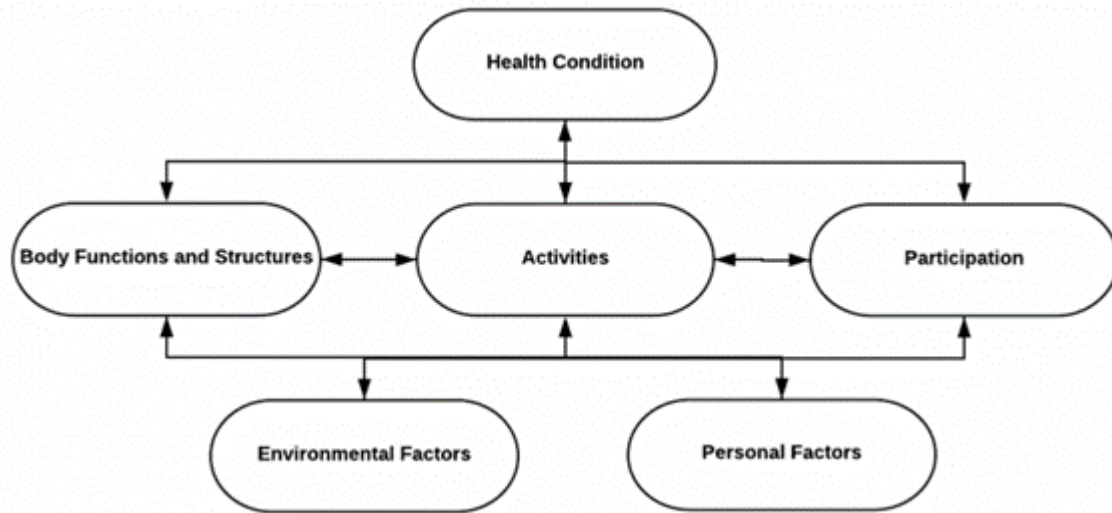 Health Condition
Body Functions and Structures
Activities
Participation
Environmental Factors
Personal Factors